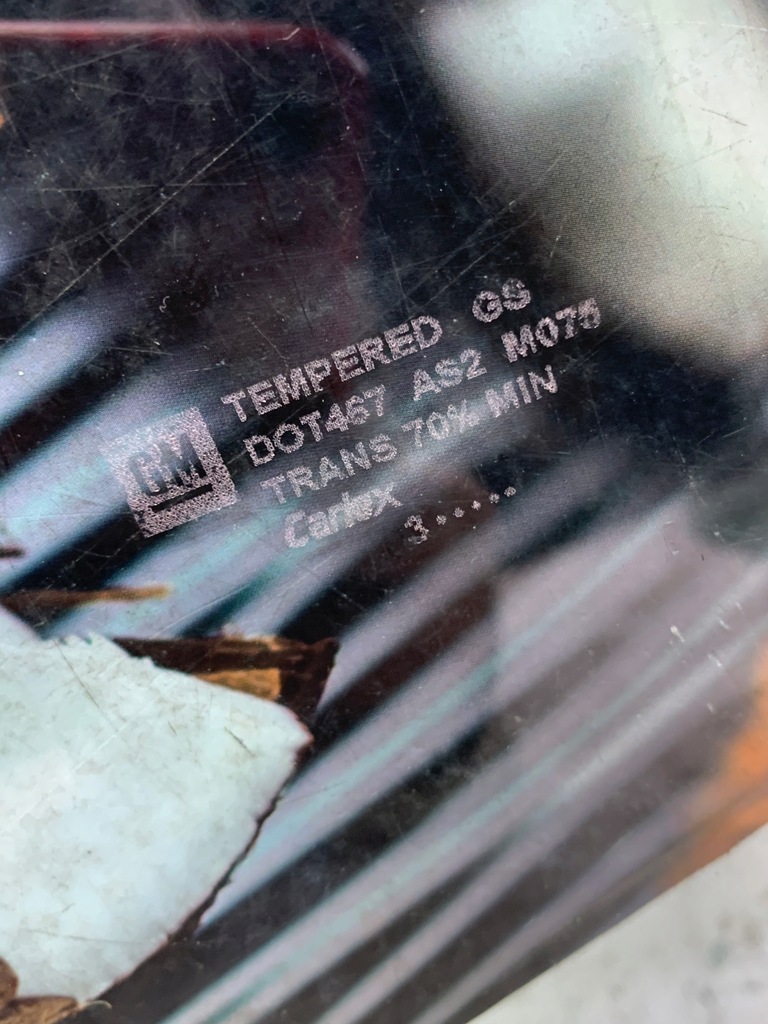 GM
TEMPERED GS
DOT467 AS2 M075
TRANS 70% MIN
Carlex 3·····